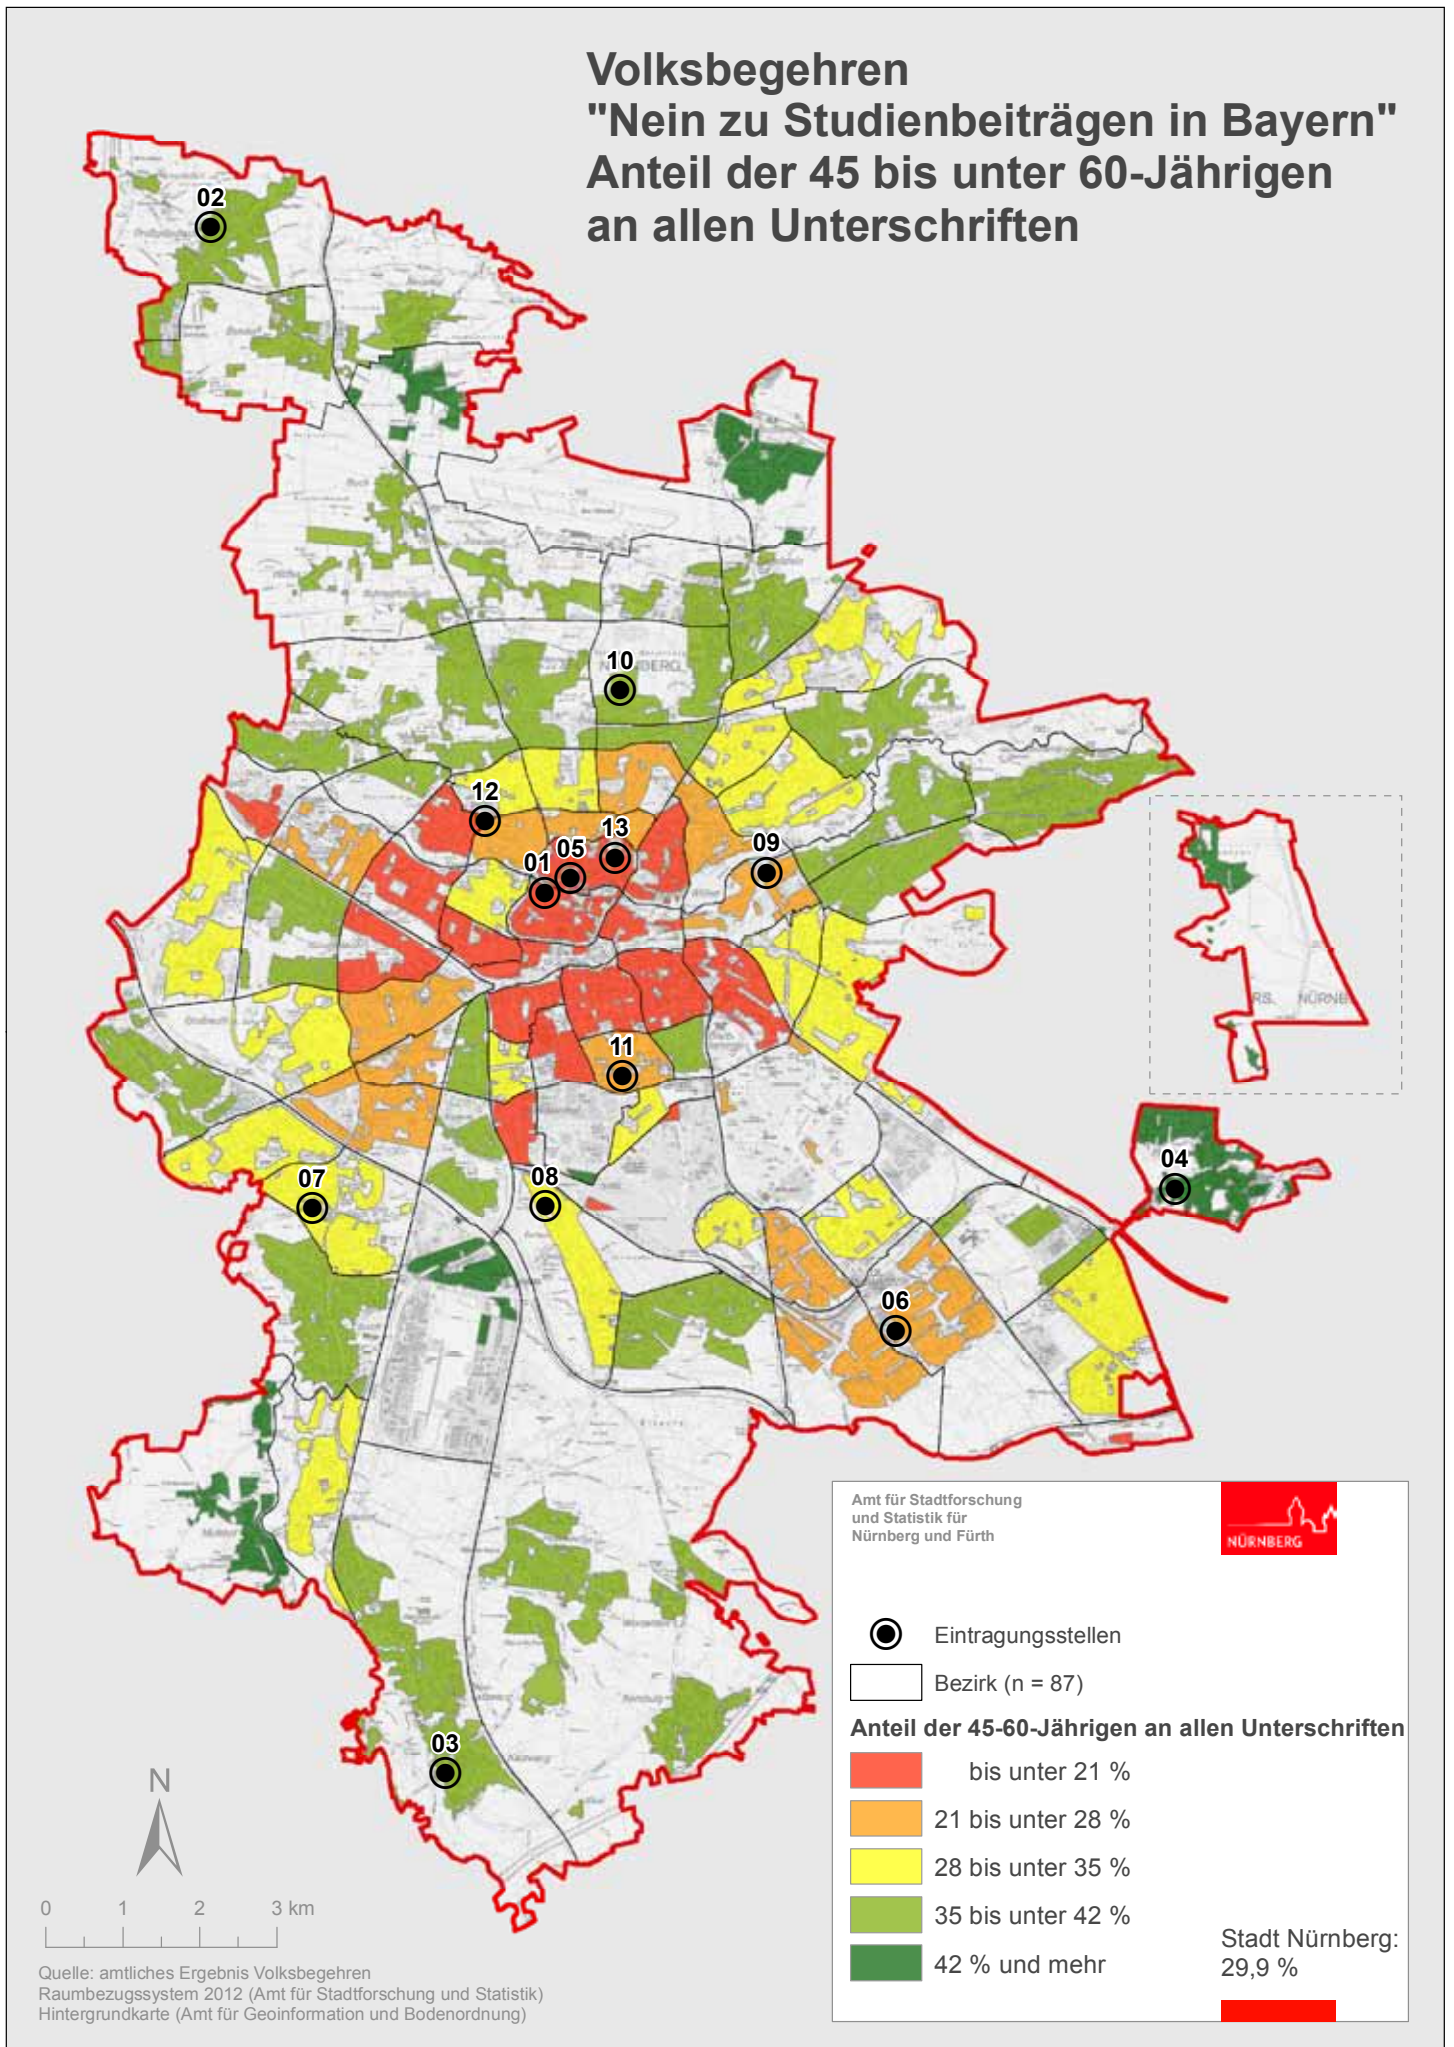 Volksbegehren
"Nein zu Studienbeiträgen in Bayern"
Anteil der 45 bis unter 60-Jährigen
an allen Unterschriften
02
10
12
13
05
01
09
11
04
07
08
06
03
RS. NÜRNB
BERG
Amt für Stadtforschung
und Statistik für
Nürnberg und Fürth
NÜRNBERG
Eintragungsstellen
Bezirk (n = 87)
Anteil der 45-60-Jährigen an allen Unterschriften
bis unter 21 %
21 bis unter 28 %
28 bis unter 35 %
35 bis unter 42 %
42 % und mehr
Stadt Nürnberg:
29,9 %
N
0 1 2 3 km
Quelle: amtliches Ergebnis Volksbegehren
Raumbezugssystem 2012 (Amt für Stadtforschung und Statistik)
Hintergrundkarte (Amt für Geoinformation und Bodenordnung)